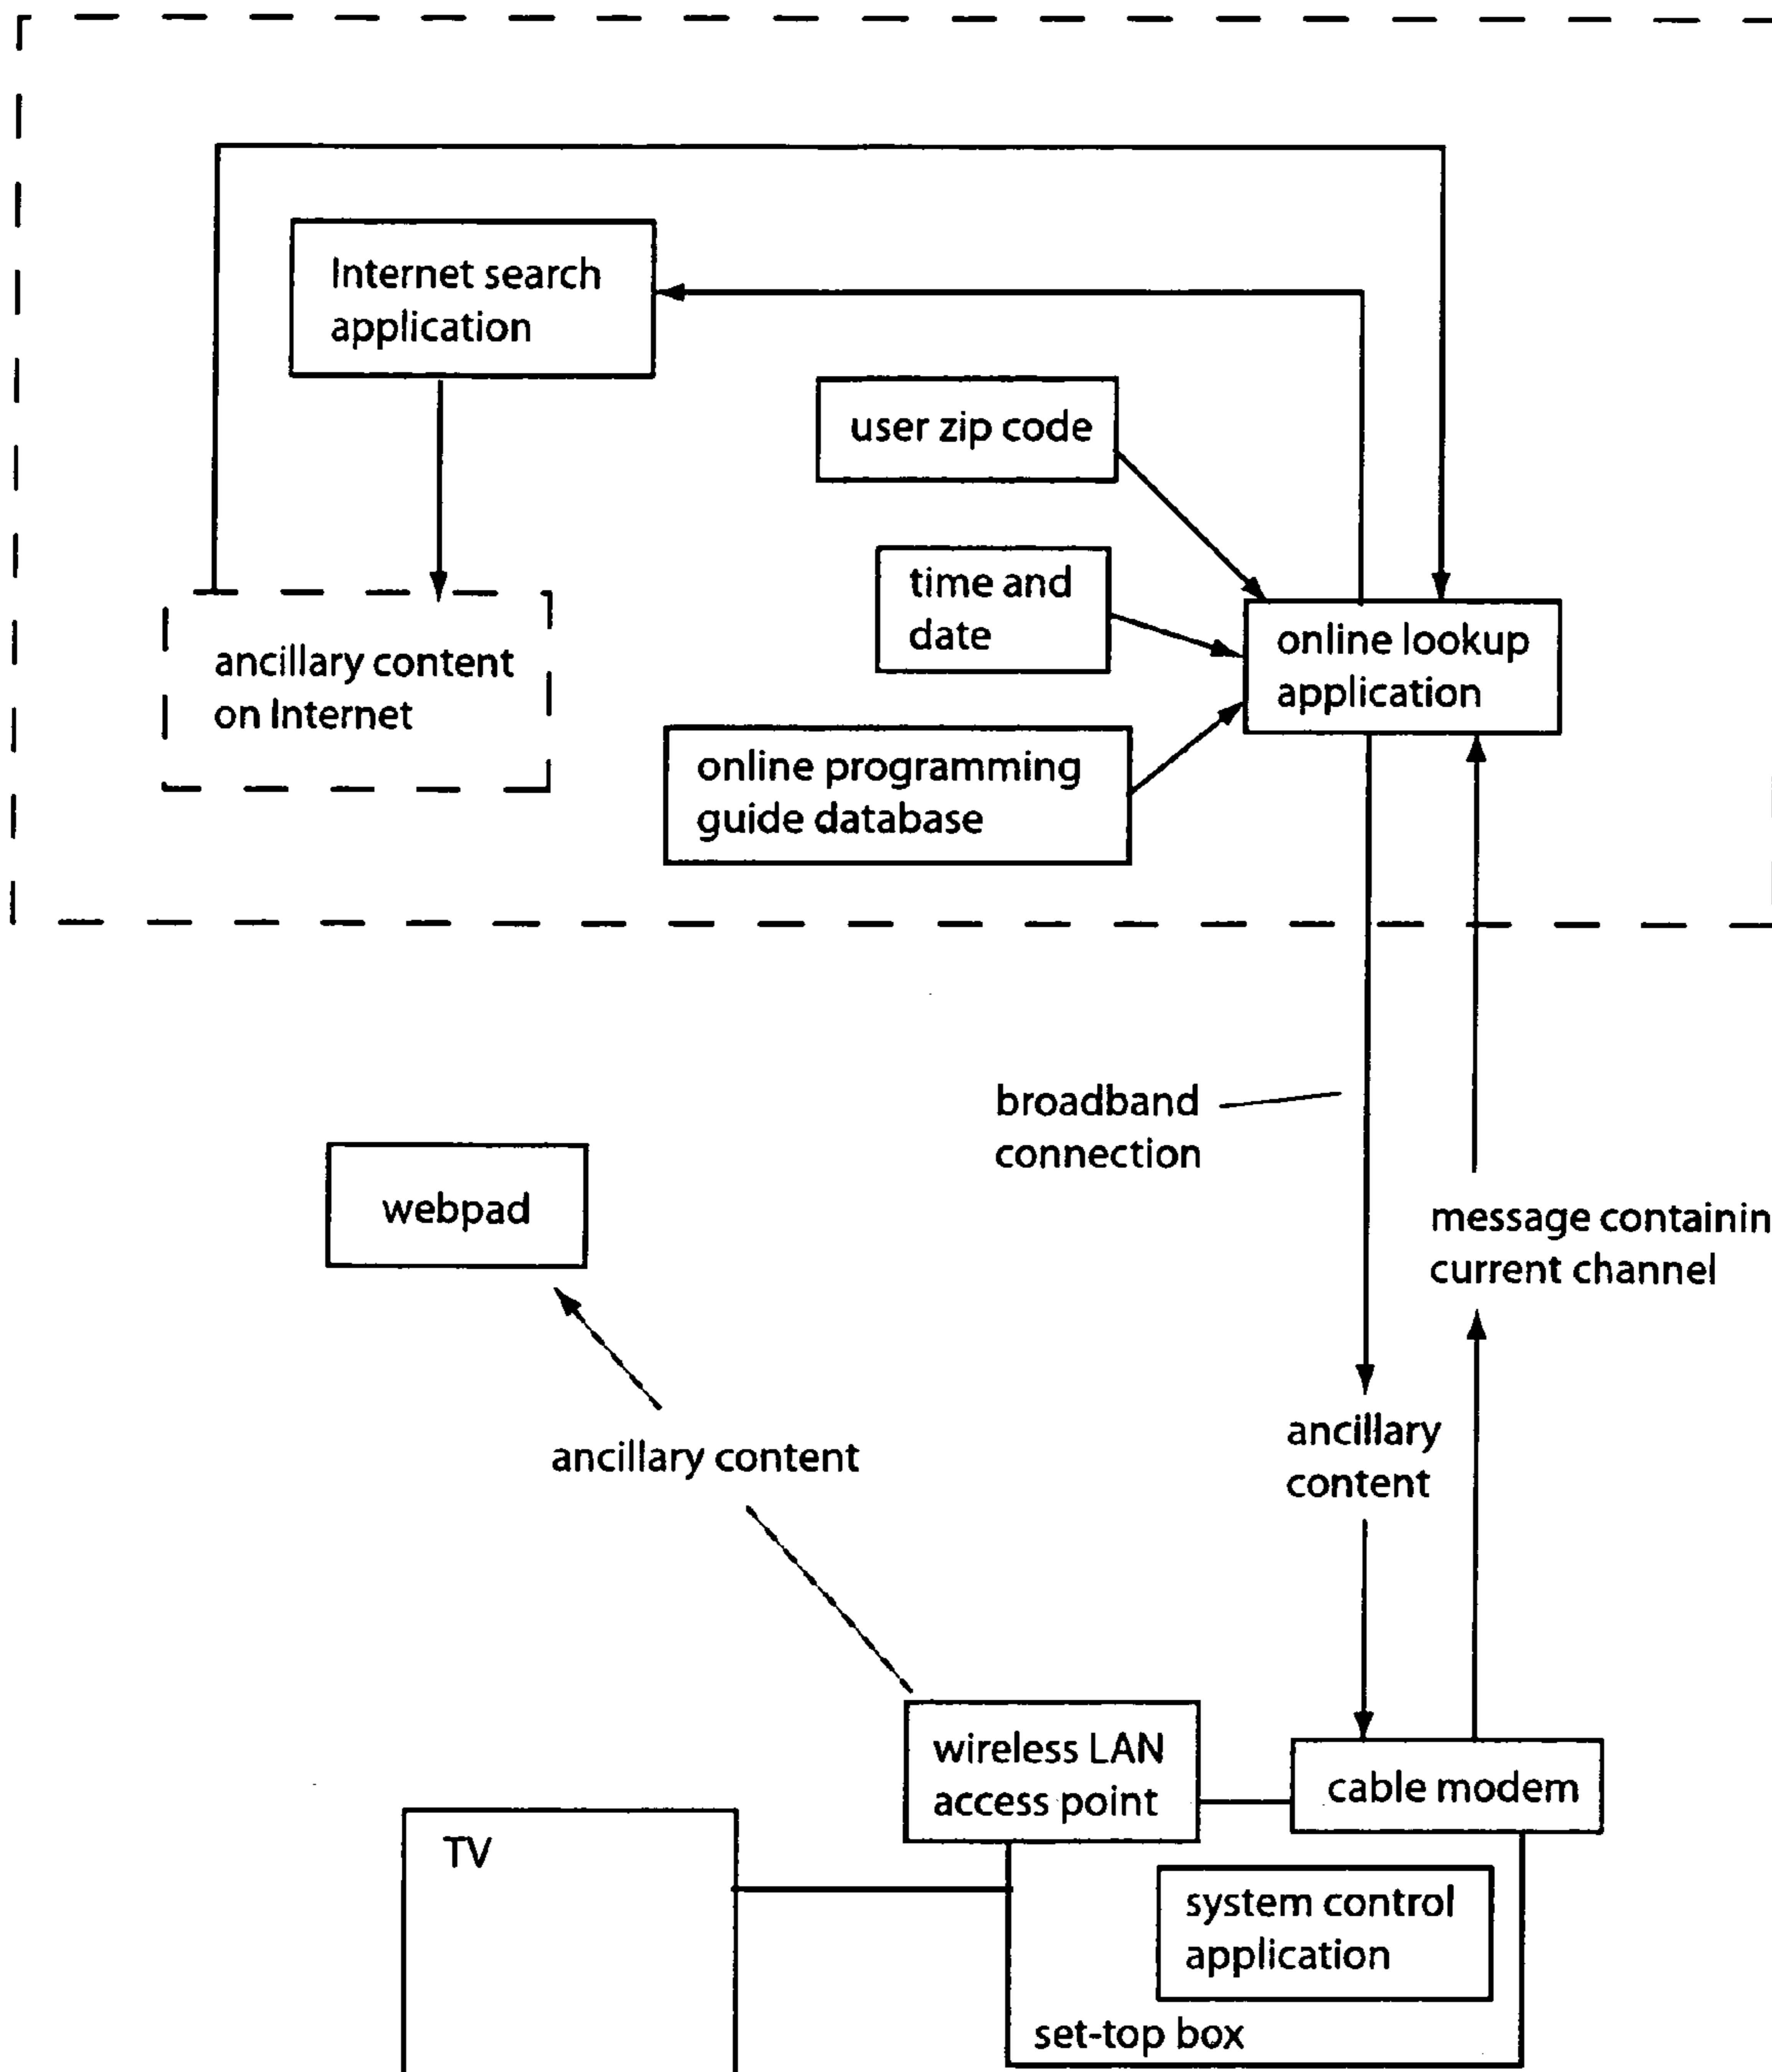 Internet search
application
user zip code
time and
date
online lookup
application
ancillary content
on Internet
online programming
guide database
broadband
connection
webpad
message containin
current channel
ancillary
content
ancillary content
wireless LAN
access point
cable modem
TV
system control
application
set-top box